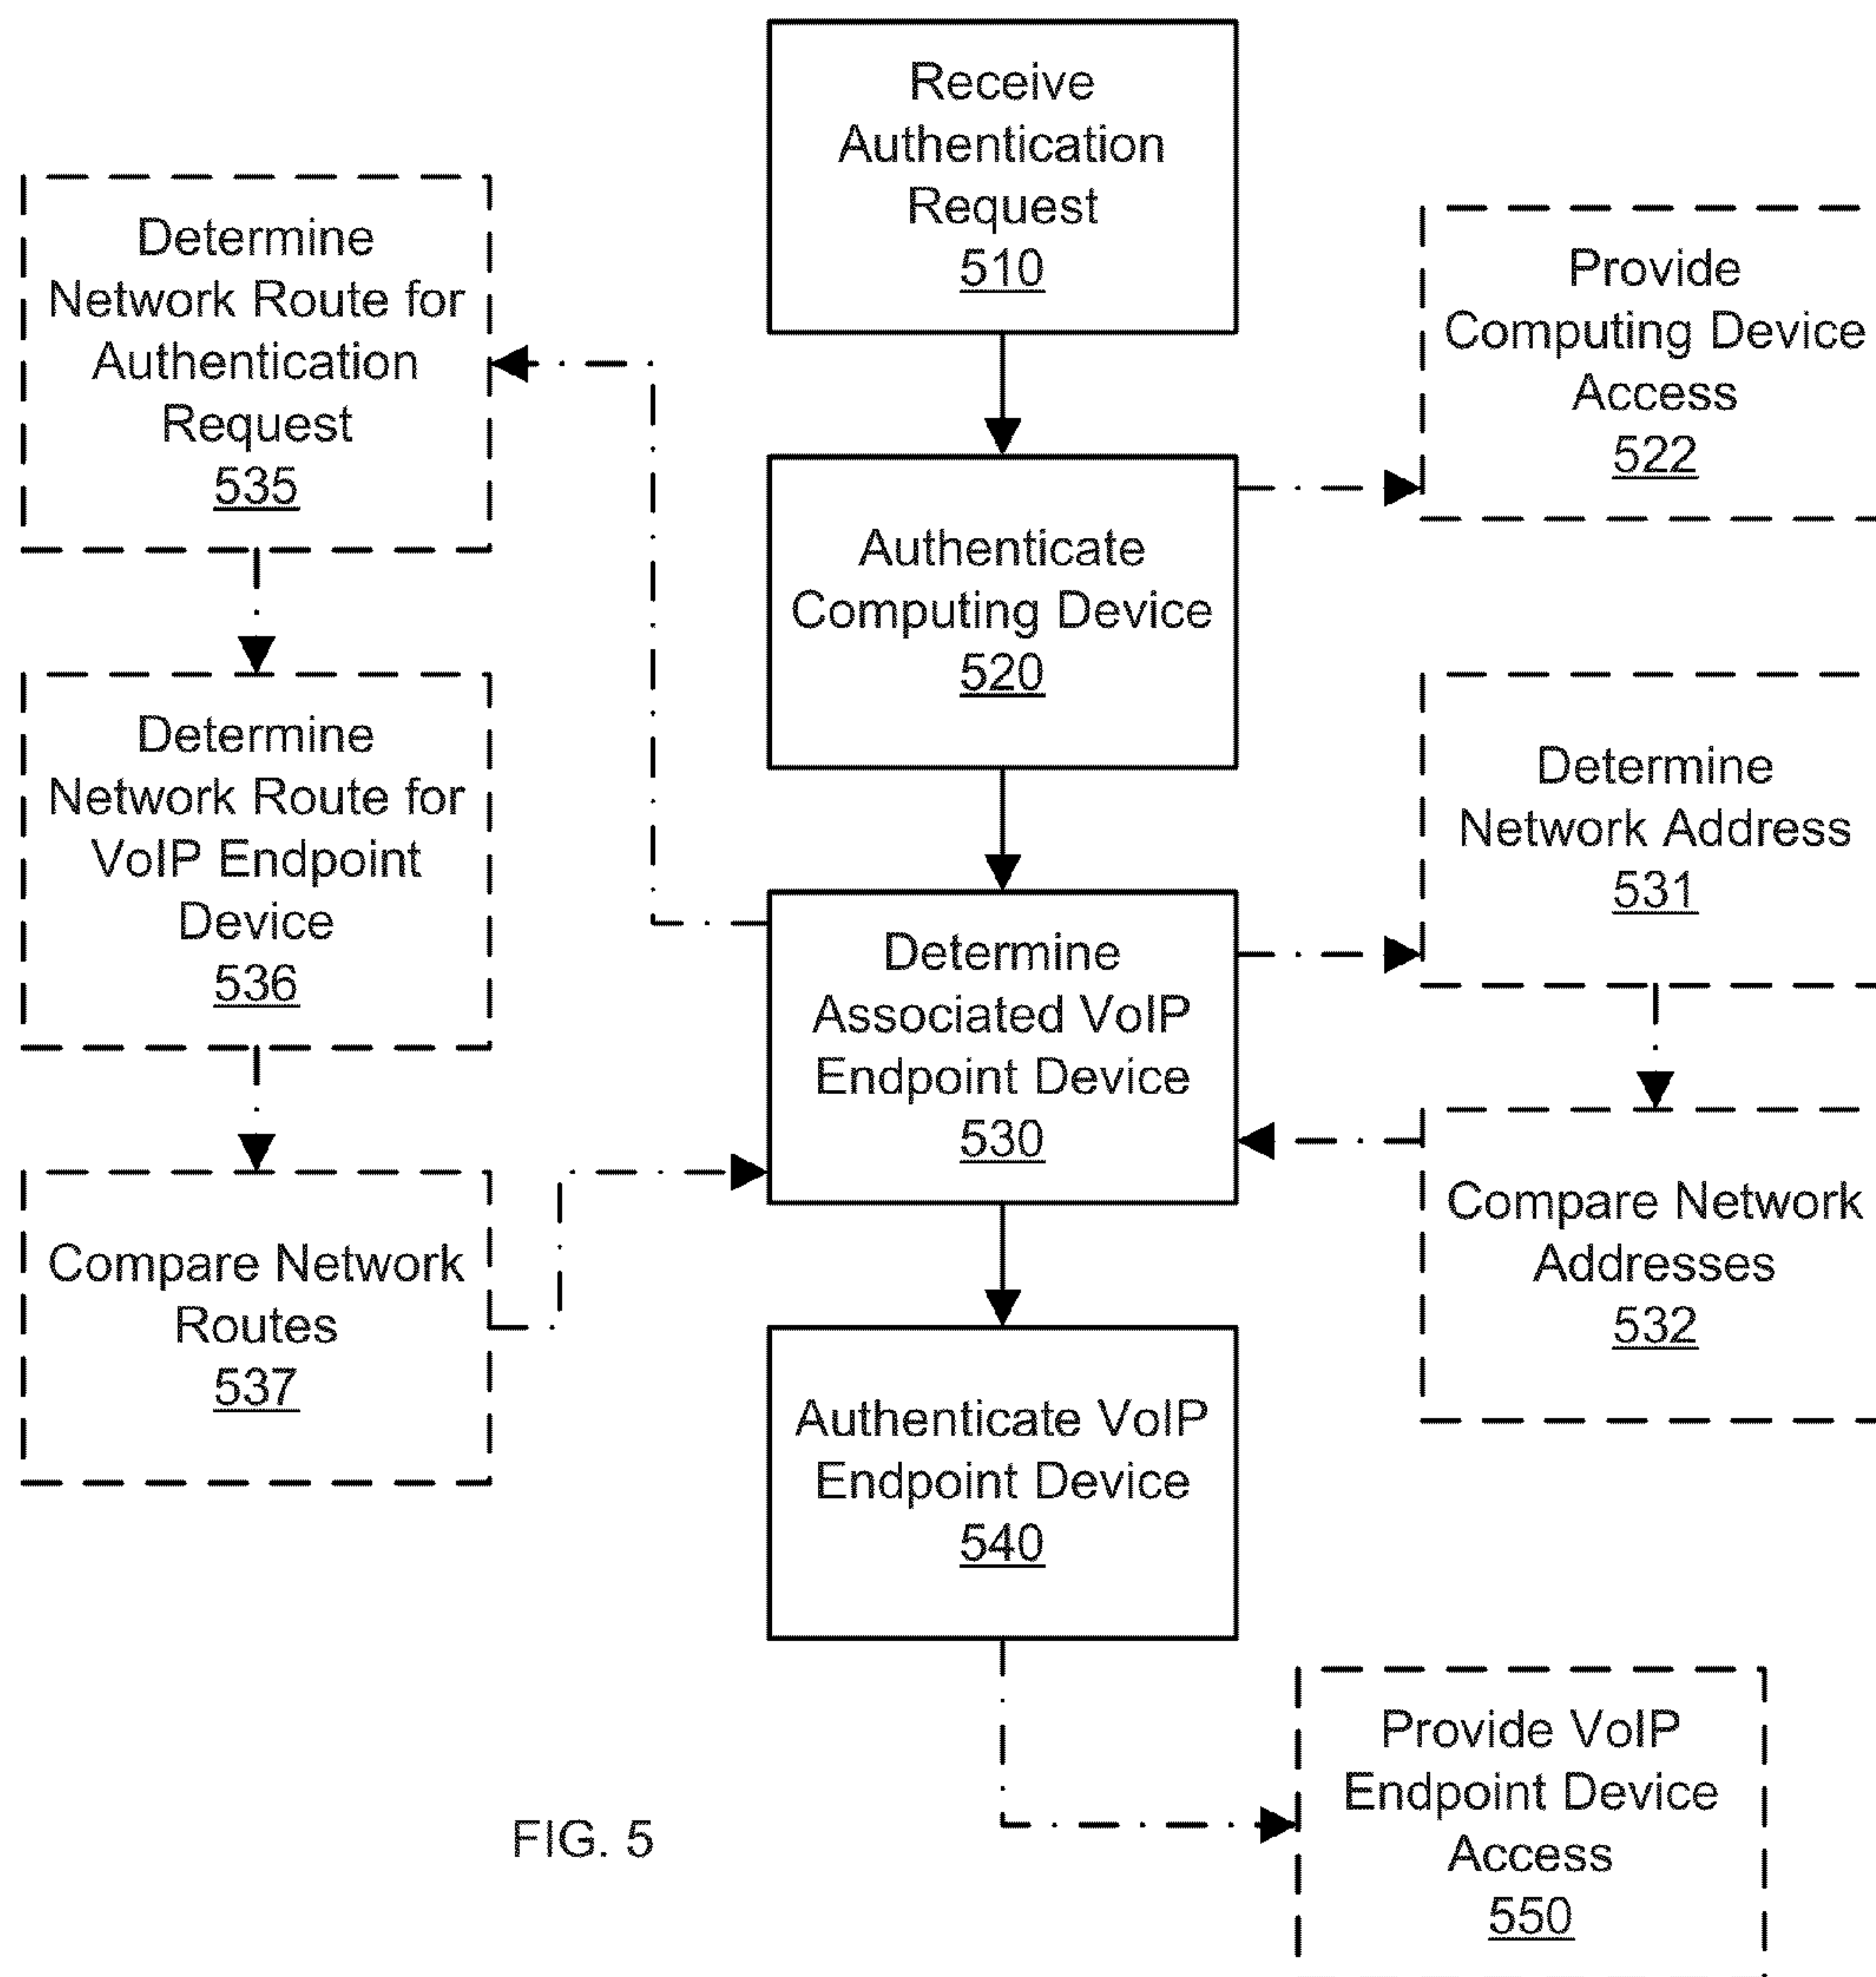 Receive
Authentication
Request
510
Determine
Network Route for
Authentication
Request
535
Provide
Computing Device
Access
522
Authenticate
Computing Device
520
Determine
Network Route for
VoIP Endpoint
Device
536
Determine
Network Address
531
Determine
Associated VoIP
Endpoint Device
530
Compare Network
Routes
537
Compare Network
Addresses
532
Authenticate VoIP
Endpoint Device
540
Provide VoIP
Endpoint Device
Access
550
FIG. 5